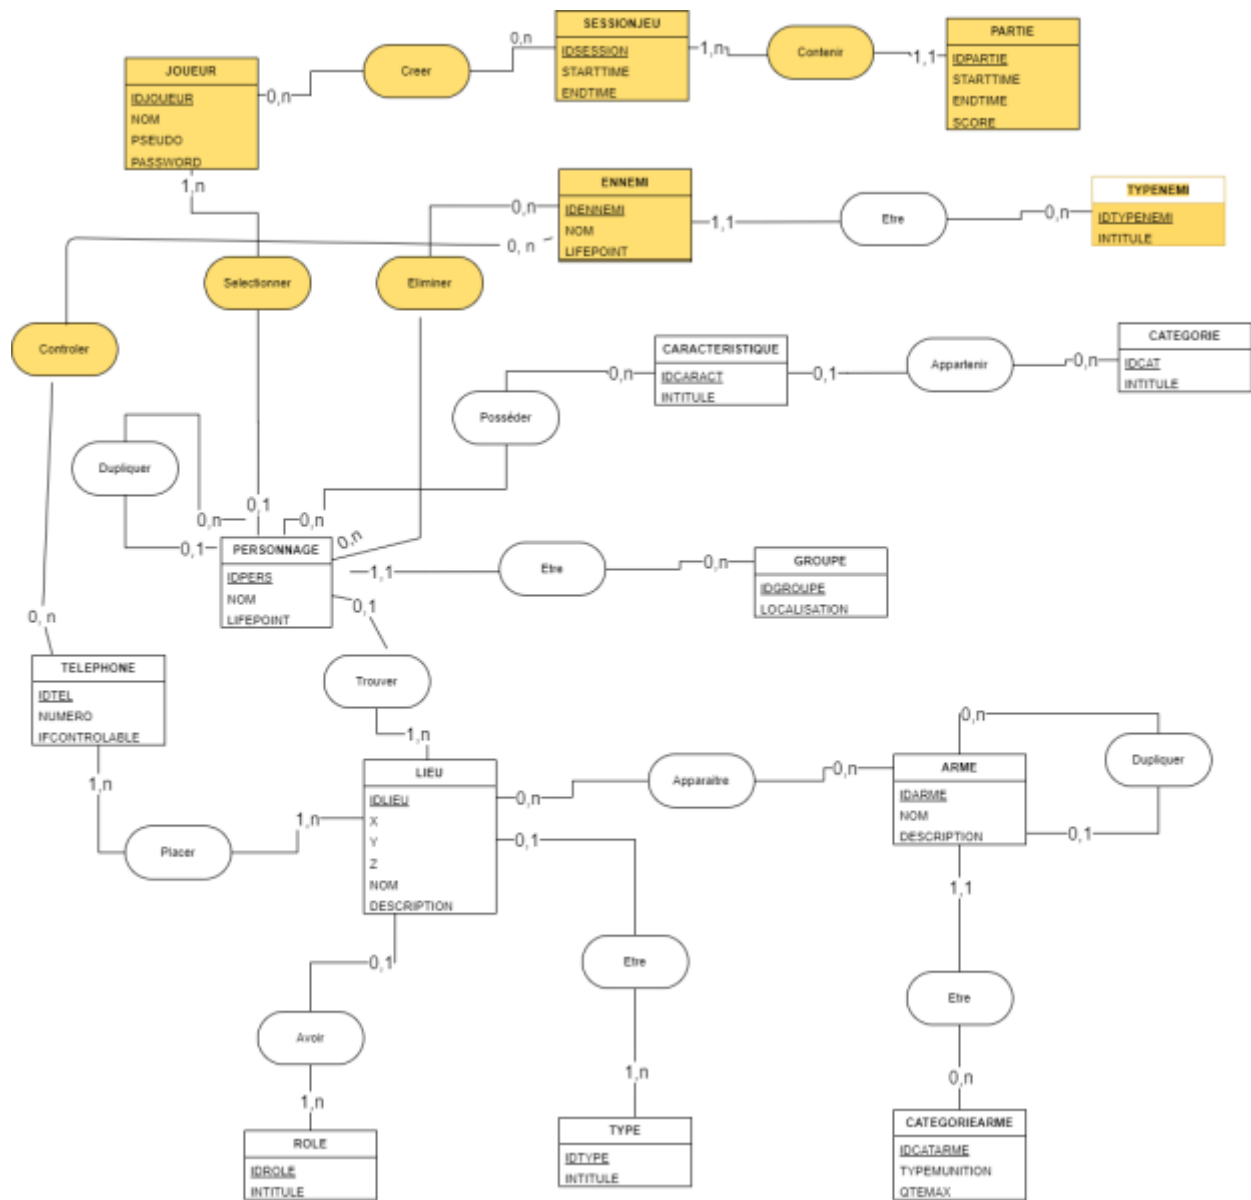 SESSIONJEU
IDSESSION
STARTTIME
ENDTIME
PARTIE
IDPARTIE
STARTTIME
ENDTIME
SCORE
Creer
0,n
0,n
1,n
Contenir
1,1
JOUEUR
IDJOUEUR
NOM
PSEUDO
PASSWORD
1,n
ENNEMI
IDENNEMI
NOM
LIFEPOINT
0,n
0, n
1,1
Etre
0,n
TYPENEMI
IDTYPENEMI
INTITULE
Selectionner
Eliminer
Controler
CARACTERISTIQUE
IDCARACT
INTITULE
0,n
0,1
Appartenir
0,n
CATEGORIE
IDCAT
INTITULE
Posséder
Dupliquer
0,1
0,n
0,n
0,n
0,1
PERSONNAGE
IDPERS
NOM
LIFEPOINT
1,1
Etre
0,n
GROUPE
IDGROUPE
LOCALISATION
0,1
0, n
TELEPHONE
IDTEL
NUMERO
IFCONTROLABLE
Trouver
1,n
1,n
Placer
1,n
LIEU
IDLIEU
X
Y
Z
NOM
DESCRIPTION
0,n
0,1
Apparaitre
0,n
ARME
IDARME
NOM
DESCRIPTION
0,n
Dupliquer
0,1
1,1
0,1
Avoir
1,n
ROLE
IDROLE
INTITULE
Etre
1,n
TYPE
IDTYPE
INTITULE
Etre
0,n
CATEGORIEARME
IDCATARME
TYPEMUNITION
QTEMAX